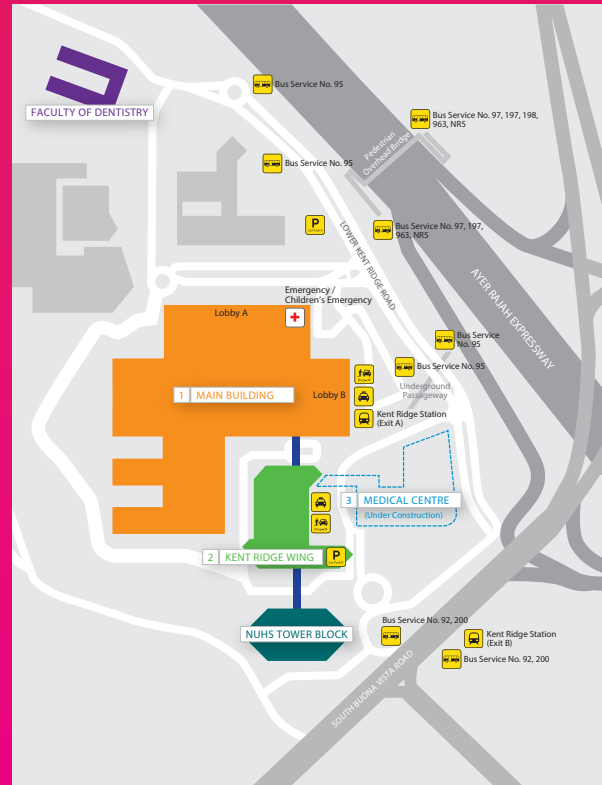 Bus Service No. 95
Bus Service No. 97, 197, 198,
963, NR5
FACULTY OF DENTISTRY
Pedestrian
Overhead Bridge
Bus Service No. 95
P
Bus Service No. 97, 197,
963, NR5
LOWER KENT RIDGE ROAD
AYER RAJAH EXPRESSWAY
Emergency /
Children's Emergency
Lobby A
Bus Service
No. 95
Bus Service No. 95
Underground
Passageway
1 MAIN BUILDING
Lobby B
Kent Ridge Station
(Exit A)
3 MEDICAL CENTRE
(Under Construction)
2 KENT RIDGE WING
P
NUHS TOWER BLOCK
Bus Service No. 92, 200
Kent Ridge Station
(Exit B)
Bus Service No. 92, 200
SOUTH BUONA VISTA ROAD